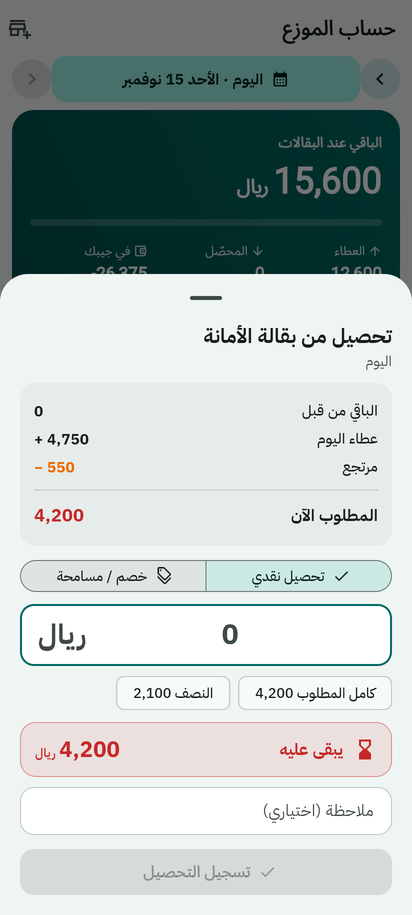 حساب الموزع
اليوم · الأحد 15 نوفمبر
الباقي عند البقالات
15,600 ريال
العطاء
المحصّل
في جيبك
12,600
0
-26,375
تحصيل من بقالة الأمانة
اليوم
الباقي من قبل 0
عطاء اليوم + 4,750
مرتجع − 550
المطلوب الآن 4,200
تحصيل نقدي
خصم / مسامحة
0 ريال
كامل المطلوب 4,200
النصف 2,100
يبقى عليه 4,200 ريال
ملاحظة (اختياري)
تسجيل التحصيل